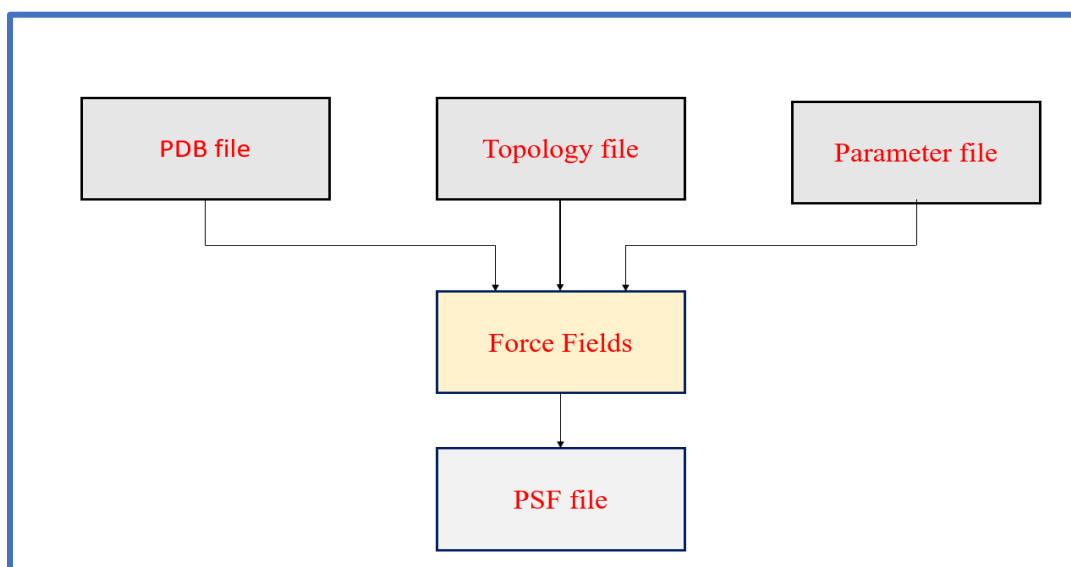 PDB file
Topology file
Parameter file
Force Fields
PSF file